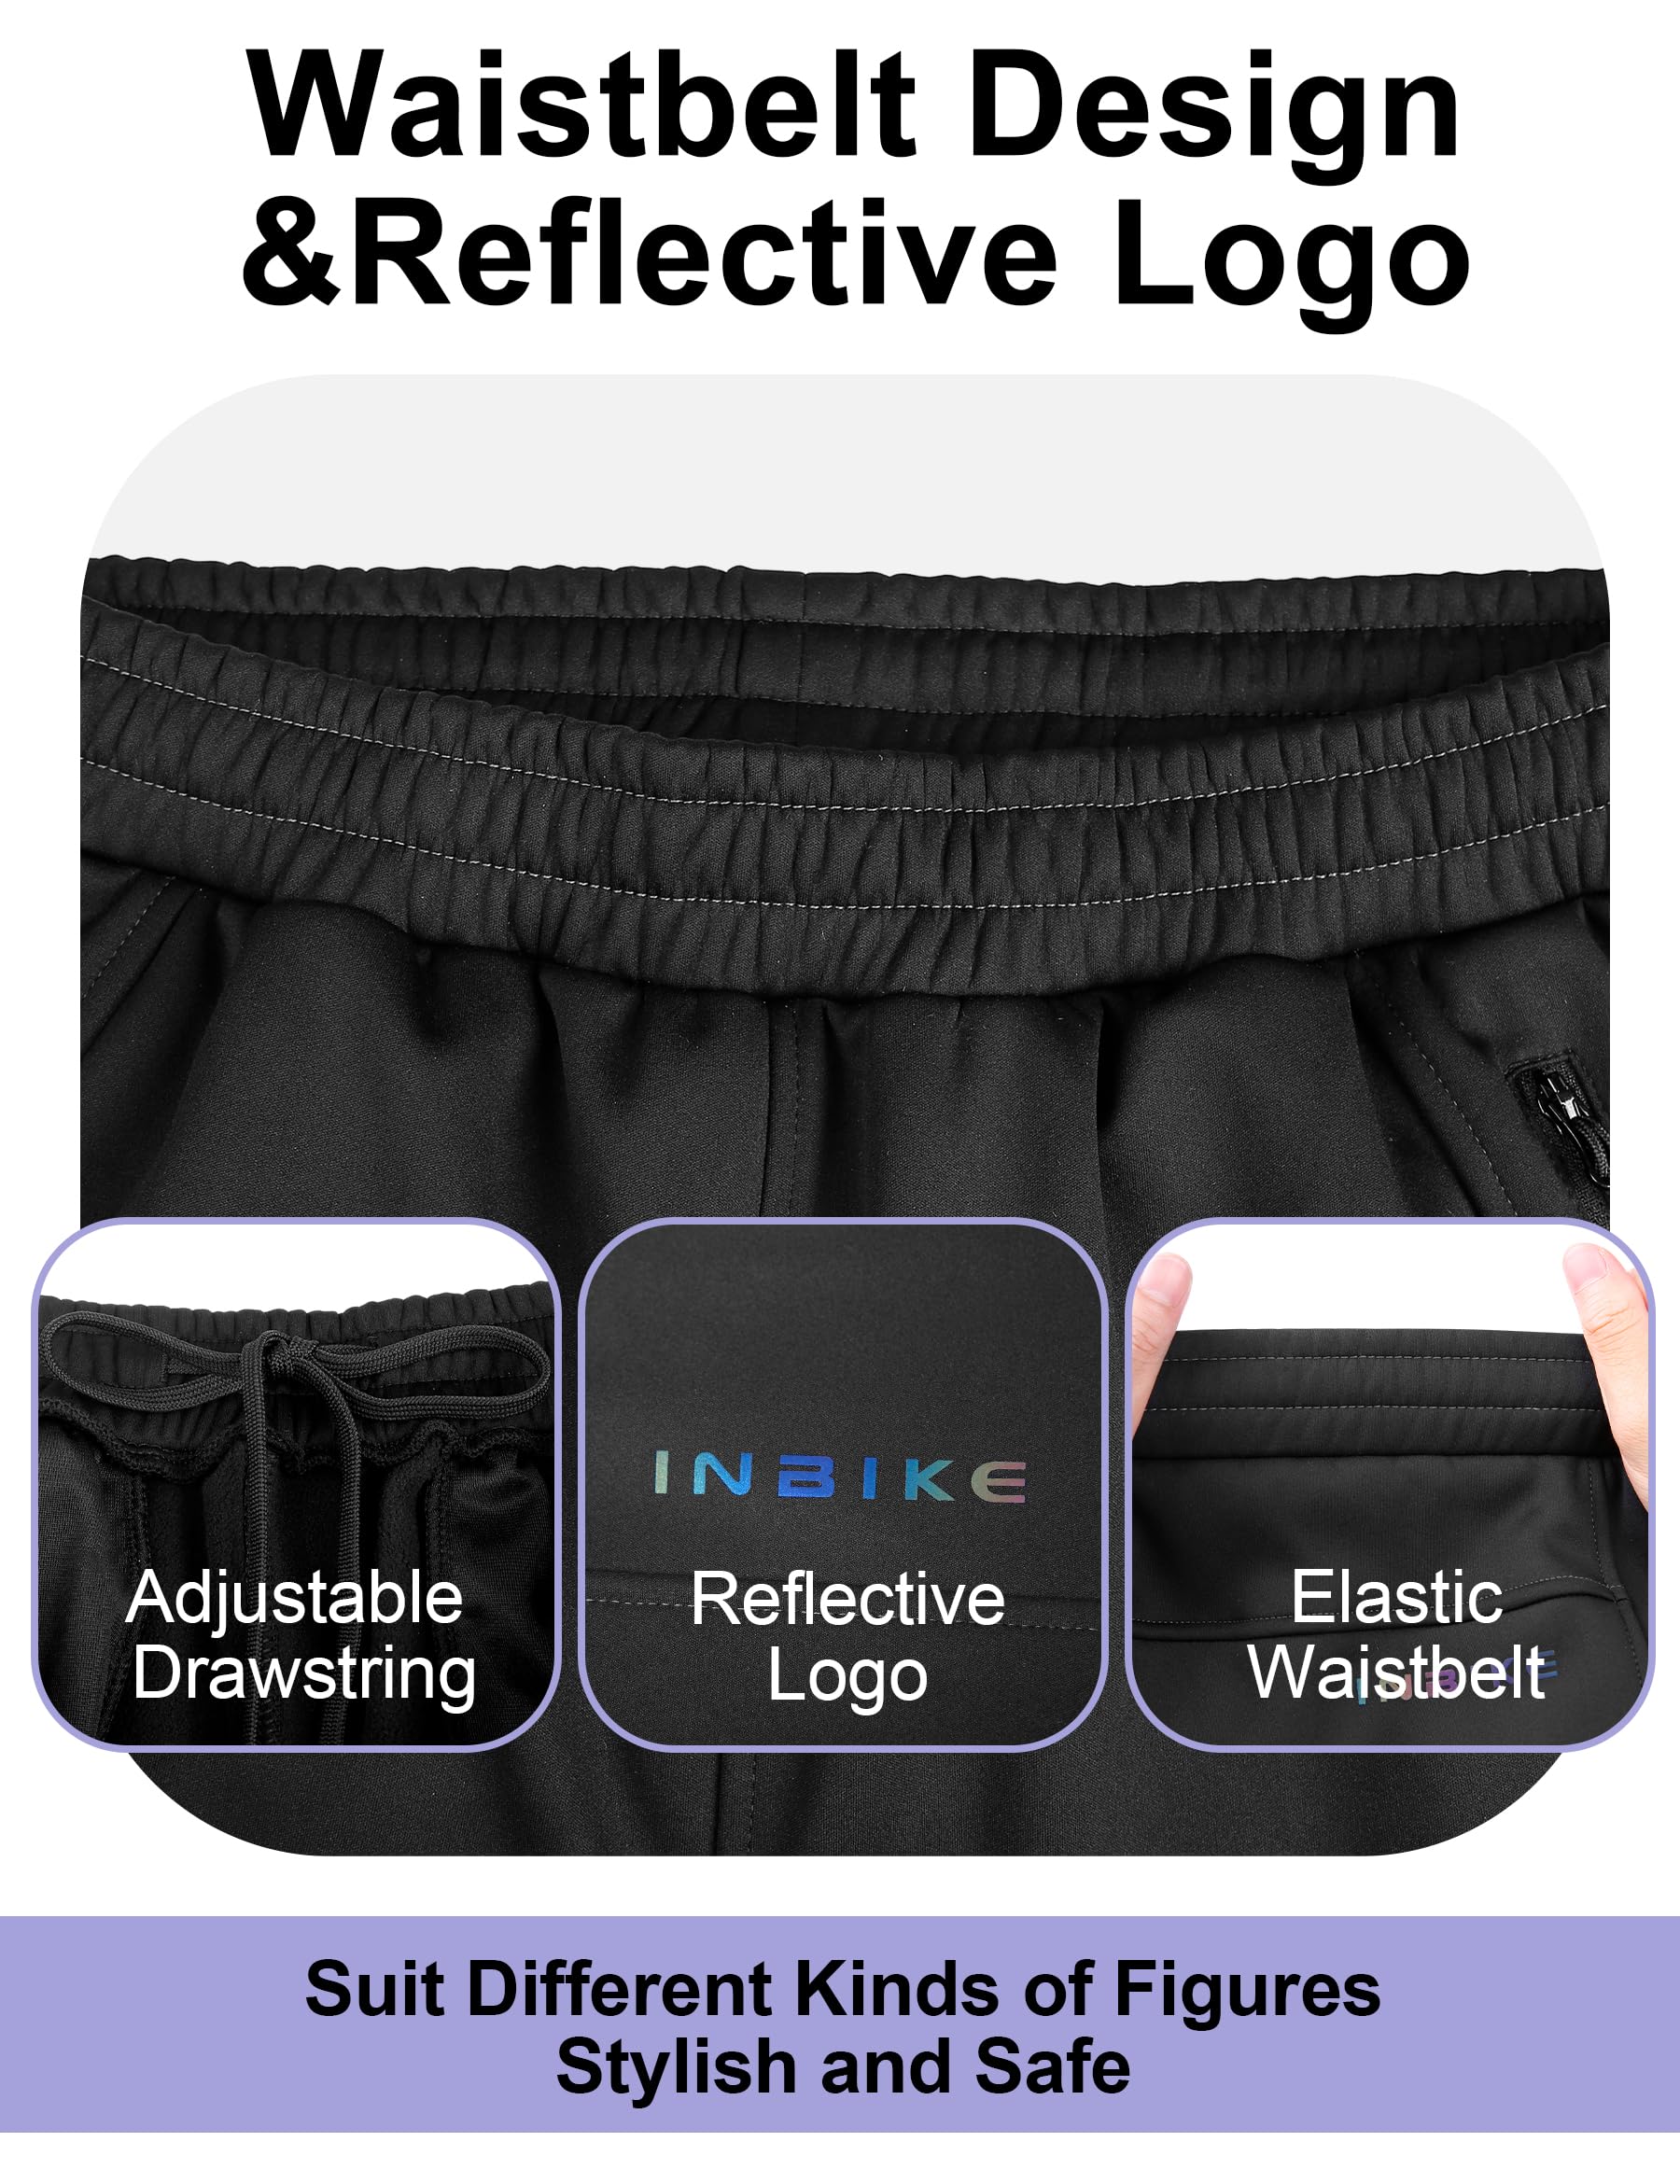 Waistbelt Design
&Reflective Logo
INBIKE
Adjustable
Drawstring
Reflective
Logo
Elastic
Waistbelt
INBIKE
Suit Different Kinds of Figures
Stylish and Safe